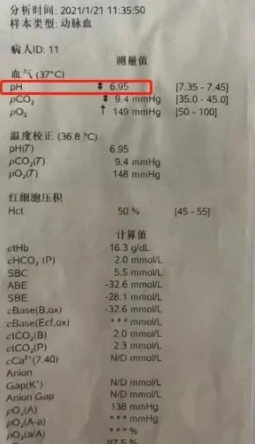 分析时间: 2021/1/21 11:35:50
样本类型: 动脉血
病人ID: 11
测量值
血气 (37°C)
pH 6.95 [7.35 - 7.45]
pCO₂ 9.4 mmHg [35.0 - 45.0]
pO₂ ↑ 149 mmHg [50 - 100]
温度校正 (36.8 °C)
pH(T) 6.95
pCO₂(T) 9.4 mmHg
pO₂(T) 148 mmHg
红细胞压积
Hct 50 % [45 - 55]
计算值
ctHb 16.3 g/dL
cHCO₃⁻(P) 2.0 mmol/L
SBC 5.5 mmol/L
ABE -32.6 mmol/L
SBE -28.1 mmol/L
cBase(B,ox) -32.6 mmol/L
cBase(Ecf,ox) *** mmol/L
ctCO₂(B) 2.0 mmol/L
ctCO₂(P) 2.3 mmol/L
cCa²⁺(7.40) N/D mmol/L
Anion
Gap(K⁺) N/D mmol/L
Anion Gap N/D mmol/L
pO₂(A) 138 mmHg
pO₂(A-a) *** mmHg
pO₂(a/A) *** %
97.5 %